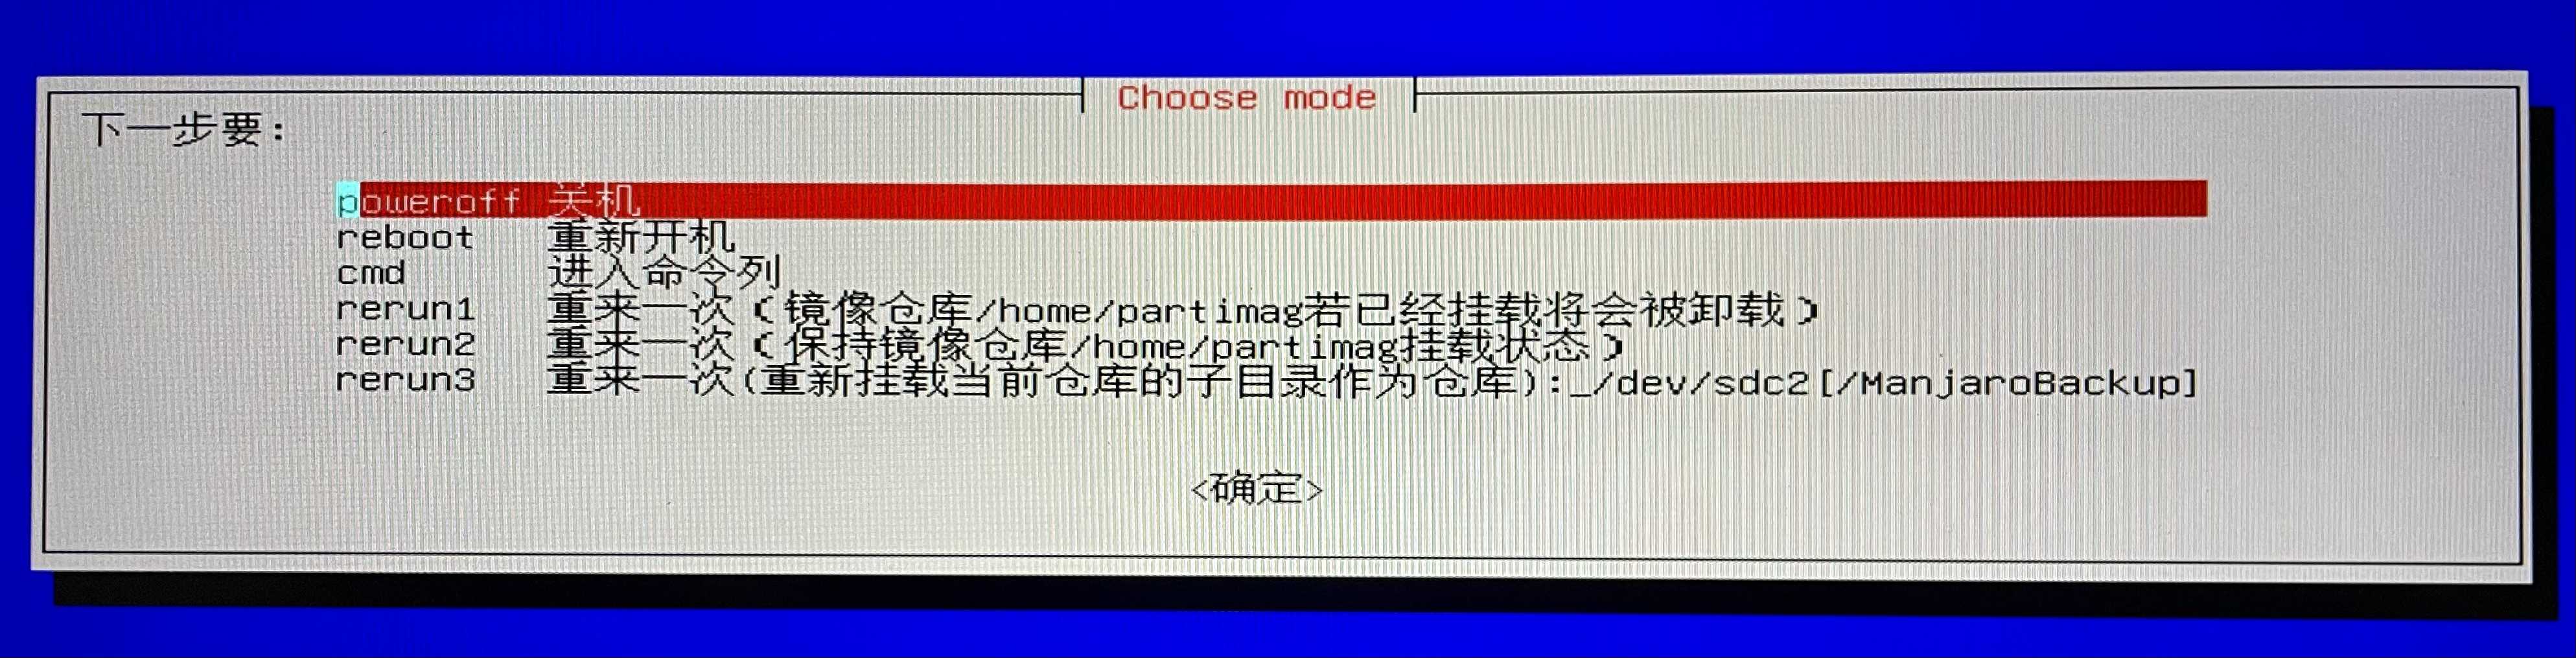 Choose mode
下一步要:
poweroff 关机
reboot 重新开机
cmd 进入命令列
rerun1 重来一次(镜像仓库/home/partimag若已经挂载将会被卸载)
rerun2 重来一次(保持镜像仓库/home/partimag挂载状态)
rerun3 重来一次(重新挂载当前仓库的子目录作为仓库):_/dev/sdc2[/ManjaroBackup]
<确定>